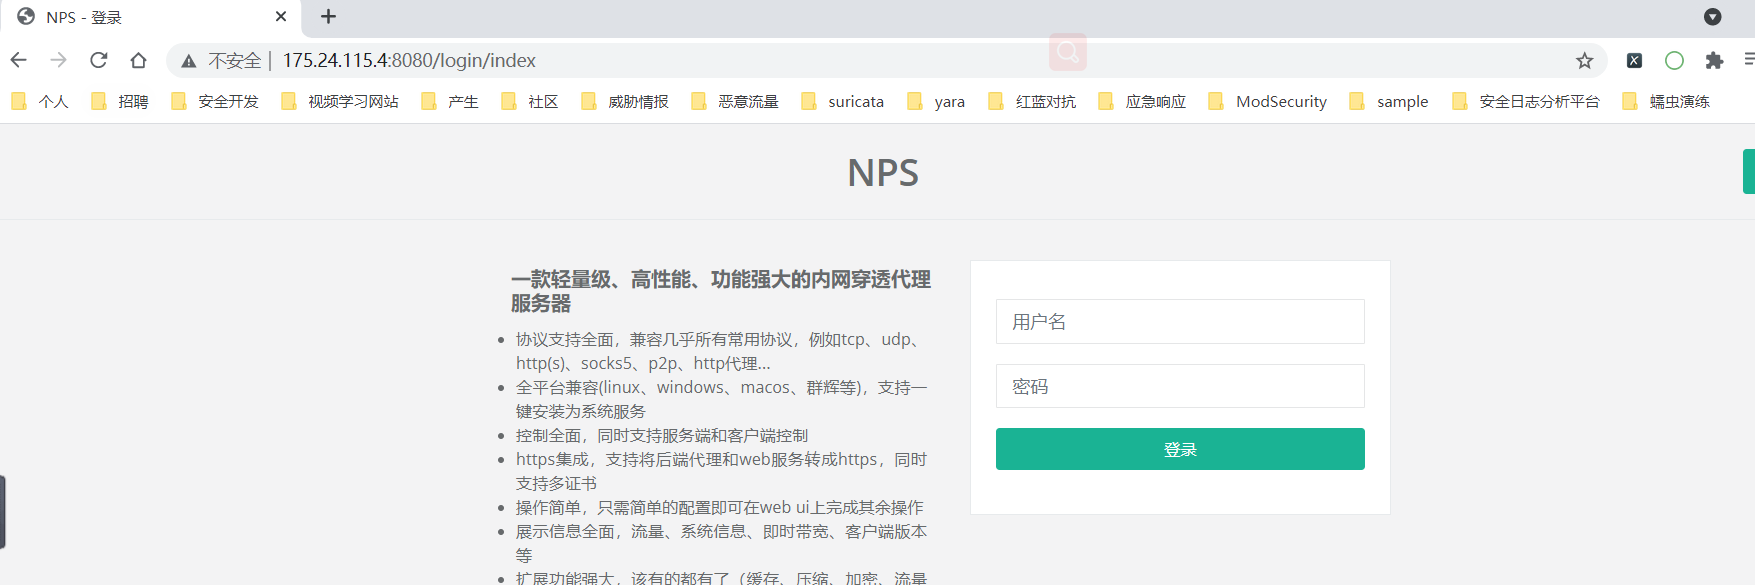 NPS - 登录
不安全 | 175.24.115.4:8080/login/index
个人 招聘 安全开发 视频学习网站 产生 社区 威胁情报 恶意流量 suricata yara 红蓝对抗 应急响应 ModSecurity sample 安全日志分析平台 蠕虫演练
NPS
一款轻量级、高性能、功能强大的内网穿透代理
服务器
协议支持全面，兼容几乎所有常用协议，例如tcp、udp、
http(s)、socks5、p2p、http代理...
全平台兼容(linux、windows、macos、群辉等)，支持一
键安装为系统服务
控制全面，同时支持服务端和客户端控制
https集成，支持将后端代理和web服务转成https，同时
支持多证书
操作简单，只需简单的配置即可在web ui上完成其余操作
展示信息全面，流量、系统信息、即时带宽、客户端版本
等
扩展功能强大，该有的都有了（缓存、压缩、加密、流量
用户名
密码
登录